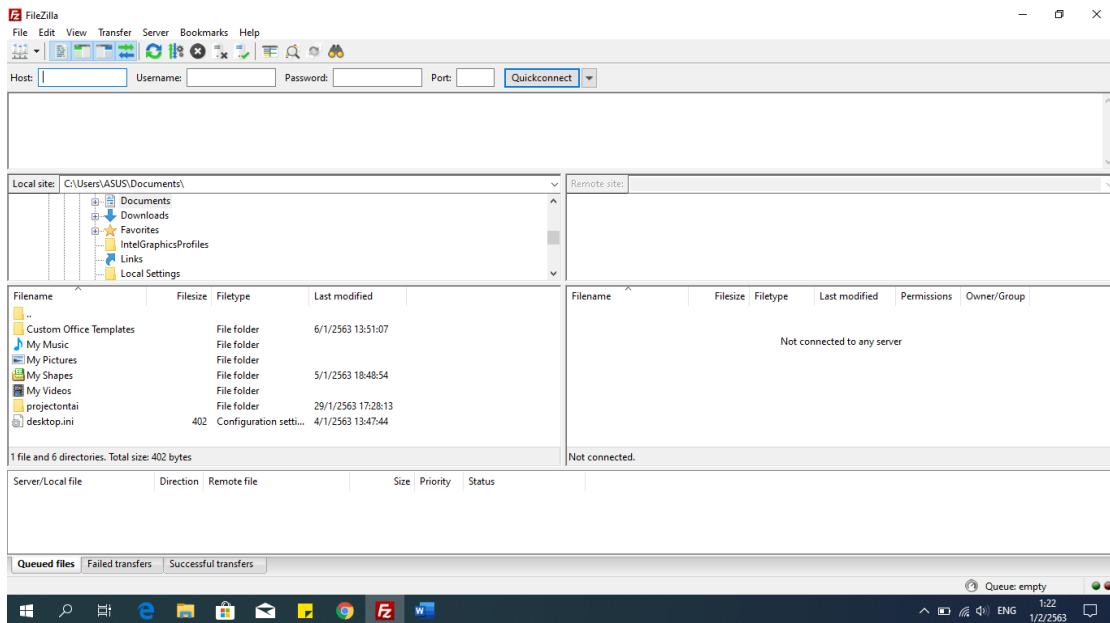 FileZilla
File Edit View Transfer Server Bookmarks Help
Host: Username: Password: Port: Quickconnect
Local site: C:\Users\ASUS\Documents\
Remote site:
Documents
Downloads
Favorites
IntelGraphicsProfiles
Links
Local Settings
Filename Filesize Filetype Last modified
..
Custom Office Templates File folder 6/1/2563 13:51:07
My Music File folder
My Pictures File folder
My Shapes File folder 5/1/2563 18:48:54
My Videos File folder
projectontai File folder 29/1/2563 17:28:13
desktop.ini 402 Configuration setti... 4/1/2563 13:47:44
1 file and 6 directories. Total size: 402 bytes
Filename Filesize Filetype Last modified Permissions Owner/Group
Not connected to any server
Not connected.
Server/Local file Direction Remote file Size Priority Status
Queued files Failed transfers Successful transfers
Queue: empty
ENG 1:22
1/2/2563